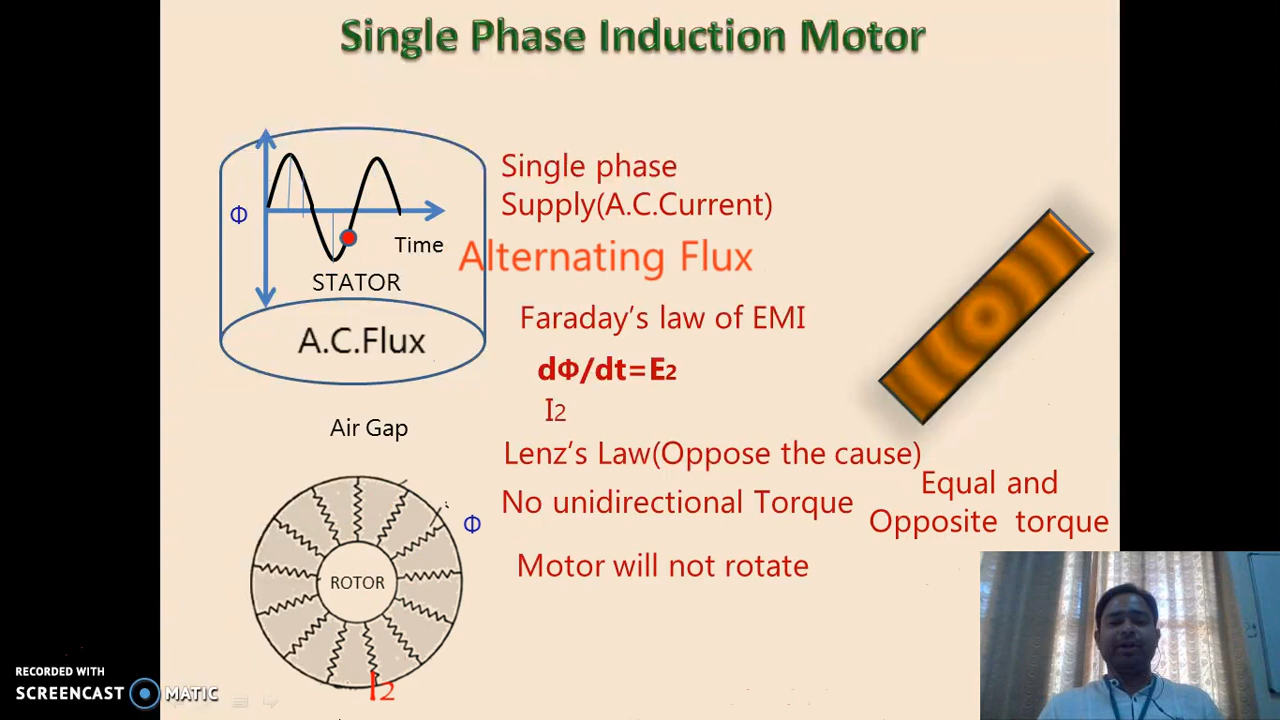 Single Phase Induction Motor
Single phase
Supply(A.C.Current)
Φ
Time
Alternating Flux
STATOR
Faraday's law of EMI
A.C.Flux
dΦ/dt=E2
I2
Air Gap
Lenz's Law(Oppose the cause)
Equal and
No unidirectional Torque
Opposite torque
Φ
Motor will not rotate
ROTOR
I2
RECORDED WITH
SCREENCAST MATIC